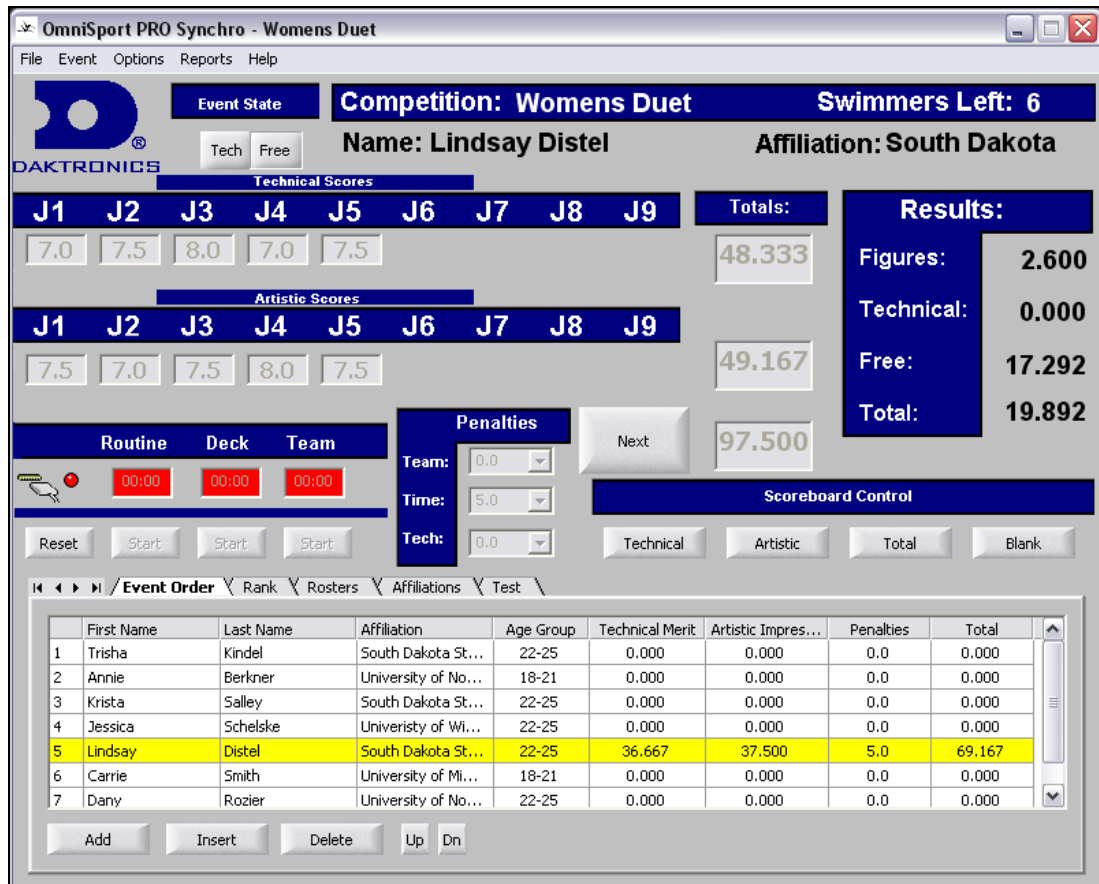 OmniSport PRO Synchro - Womens Duet
File Event Options Reports Help
DAKTRONICS ®
Event State
Tech Free
Competition: Womens Duet Swimmers Left: 6
Name: Lindsay Distel Affiliation: South Dakota
Technical Scores
J1 J2 J3 J4 J5 J6 J7 J8 J9
7.0 7.5 8.0 7.0 7.5
Totals:
48.333
Artistic Scores
J1 J2 J3 J4 J5 J6 J7 J8 J9
7.5 7.0 7.5 8.0 7.5
49.167
97.500
Results:
Figures: 2.600
Technical: 0.000
Free: 17.292
Total: 19.892
Routine Deck Team
00:00 00:00 00:00
Reset Start Start Start
Penalties
Team: 0.0
Time: 5.0
Tech: 0.0
Next
Scoreboard Control
Technical Artistic Total Blank
Event Order Rank Rosters Affiliations Test
First Name Last Name Affiliation Age Group Technical Merit Artistic Impres... Penalties Total
1 Trisha Kindel South Dakota St... 22-25 0.000 0.000 0.0 0.000
2 Annie Berkner University of No... 18-21 0.000 0.000 0.0 0.000
3 Krista Salley South Dakota St... 22-25 0.000 0.000 0.0 0.000
4 Jessica Schelske Univeristy of Wi... 22-25 0.000 0.000 0.0 0.000
5 Lindsay Distel South Dakota St... 22-25 36.667 37.500 5.0 69.167
6 Carrie Smith University of Mi... 18-21 0.000 0.000 0.0 0.000
7 Dany Rozier University of No... 22-25 0.000 0.000 0.0 0.000
Add Insert Delete Up Dn